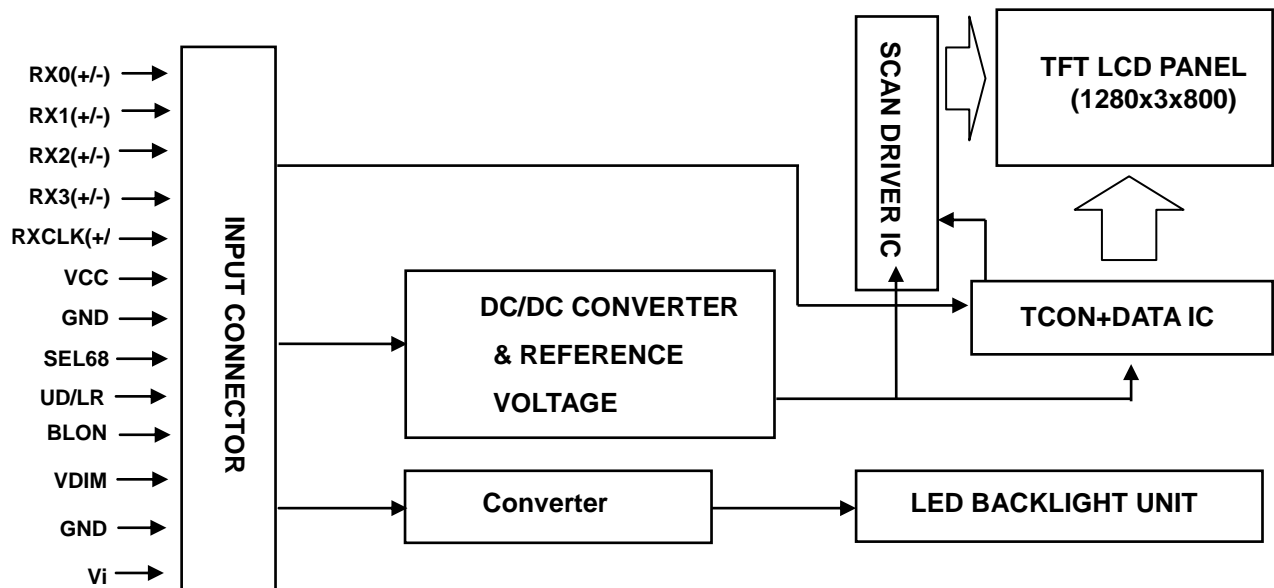 RX0(+/-)
RX1(+/-)
RX2(+/-)
RX3(+/-)
RXCLK(+/
VCC
GND
SEL68
UD/LR
BLON
VDIM
GND
Vi
INPUT CONNECTOR
DC/DC CONVERTER
& REFERENCE
VOLTAGE
Converter
SCAN DRIVER IC
TFT LCD PANEL
(1280x3x800)
TCON+DATA IC
LED BACKLIGHT UNIT